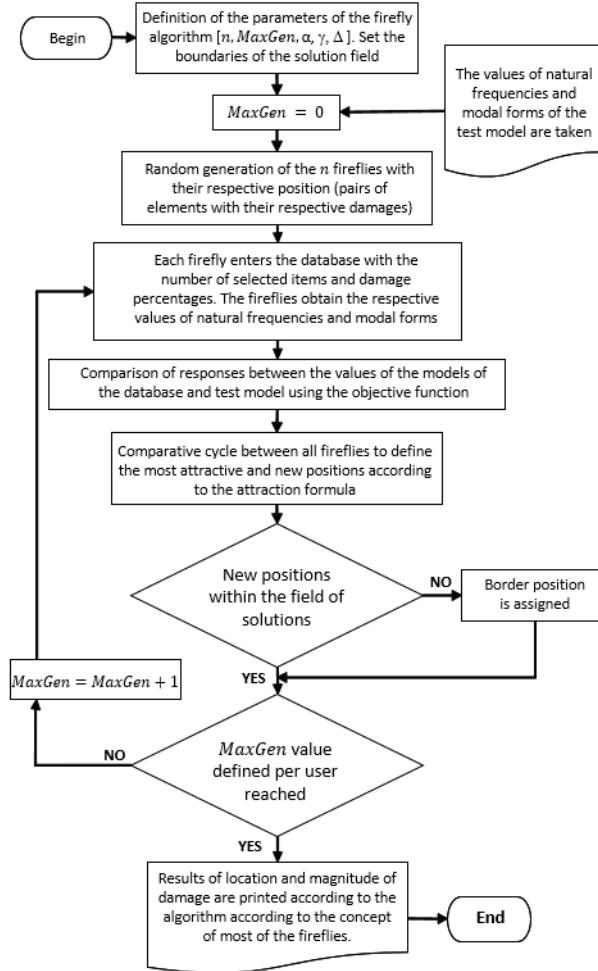 Begin
Definition of the parameters of the firefly
algorithm [n, MaxGen, α, γ, Δ ]. Set the
boundaries of the solution field
The values of natural
frequencies and
modal forms of the
test model are taken
MaxGen = 0
Random generation of the n fireflies with
their respective position (pairs of
elements with their respective damages)
Each firefly enters the database with the
number of selected items and damage
percentages. The fireflies obtain the respective
values of natural frequencies and modal forms
Comparison of responses between the values of the models of
the database and test model using the objective function
Comparative cycle between all fireflies to define
the most attractive and new positions according
to the attraction formula
New positions
within the field of
solutions
NO
Border position
is assigned
YES
MaxGen = MaxGen + 1
NO
MaxGen value
defined per user
reached
YES
Results of location and magnitude of
damage are printed according to the
algorithm according to the concept
of most of the fireflies.
End